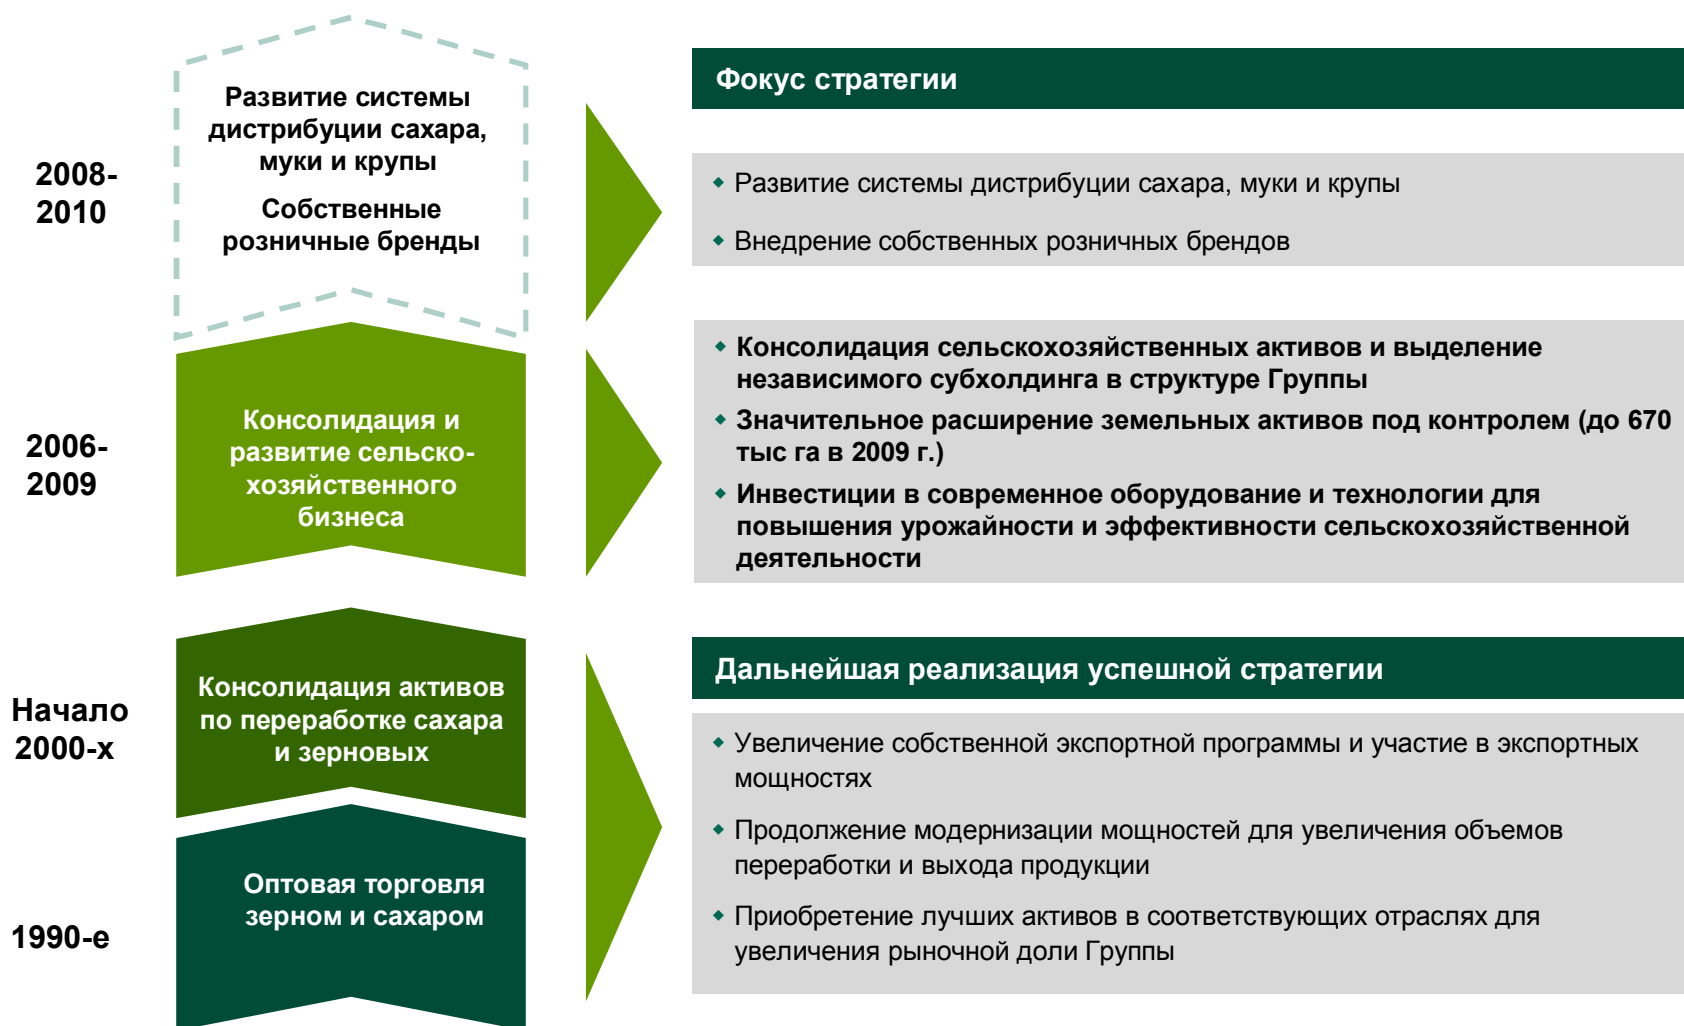 2008-
2010
Развитие системы
дистрибуции сахара,
муки и крупы
Собственные
розничные бренды
Фокус стратегии
Развитие системы дистрибуции сахара, муки и крупы
Внедрение собственных розничных брендов
2006-
2009
Консолидация и
развитие сельско-
хозяйственного
бизнеса
Консолидация сельскохозяйственных активов и выделение
независимого субхолдинга в структуре Группы
Значительное расширение земельных активов под контролем (до 670
тыс га в 2009 г.)
Инвестиции в современное оборудование и технологии для
повышения урожайности и эффективности сельскохозяйственной
деятельности
Начало
2000-х
Консолидация активов
по переработке сахара
и зерновых
1990-е
Оптовая торговля
зерном и сахаром
Дальнейшая реализация успешной стратегии
Увеличение собственной экспортной программы и участие в экспортных
мощностях
Продолжение модернизации мощностей для увеличения объемов
переработки и выхода продукции
Приобретение лучших активов в соответствующих отраслях для
увеличения рыночной доли Группы